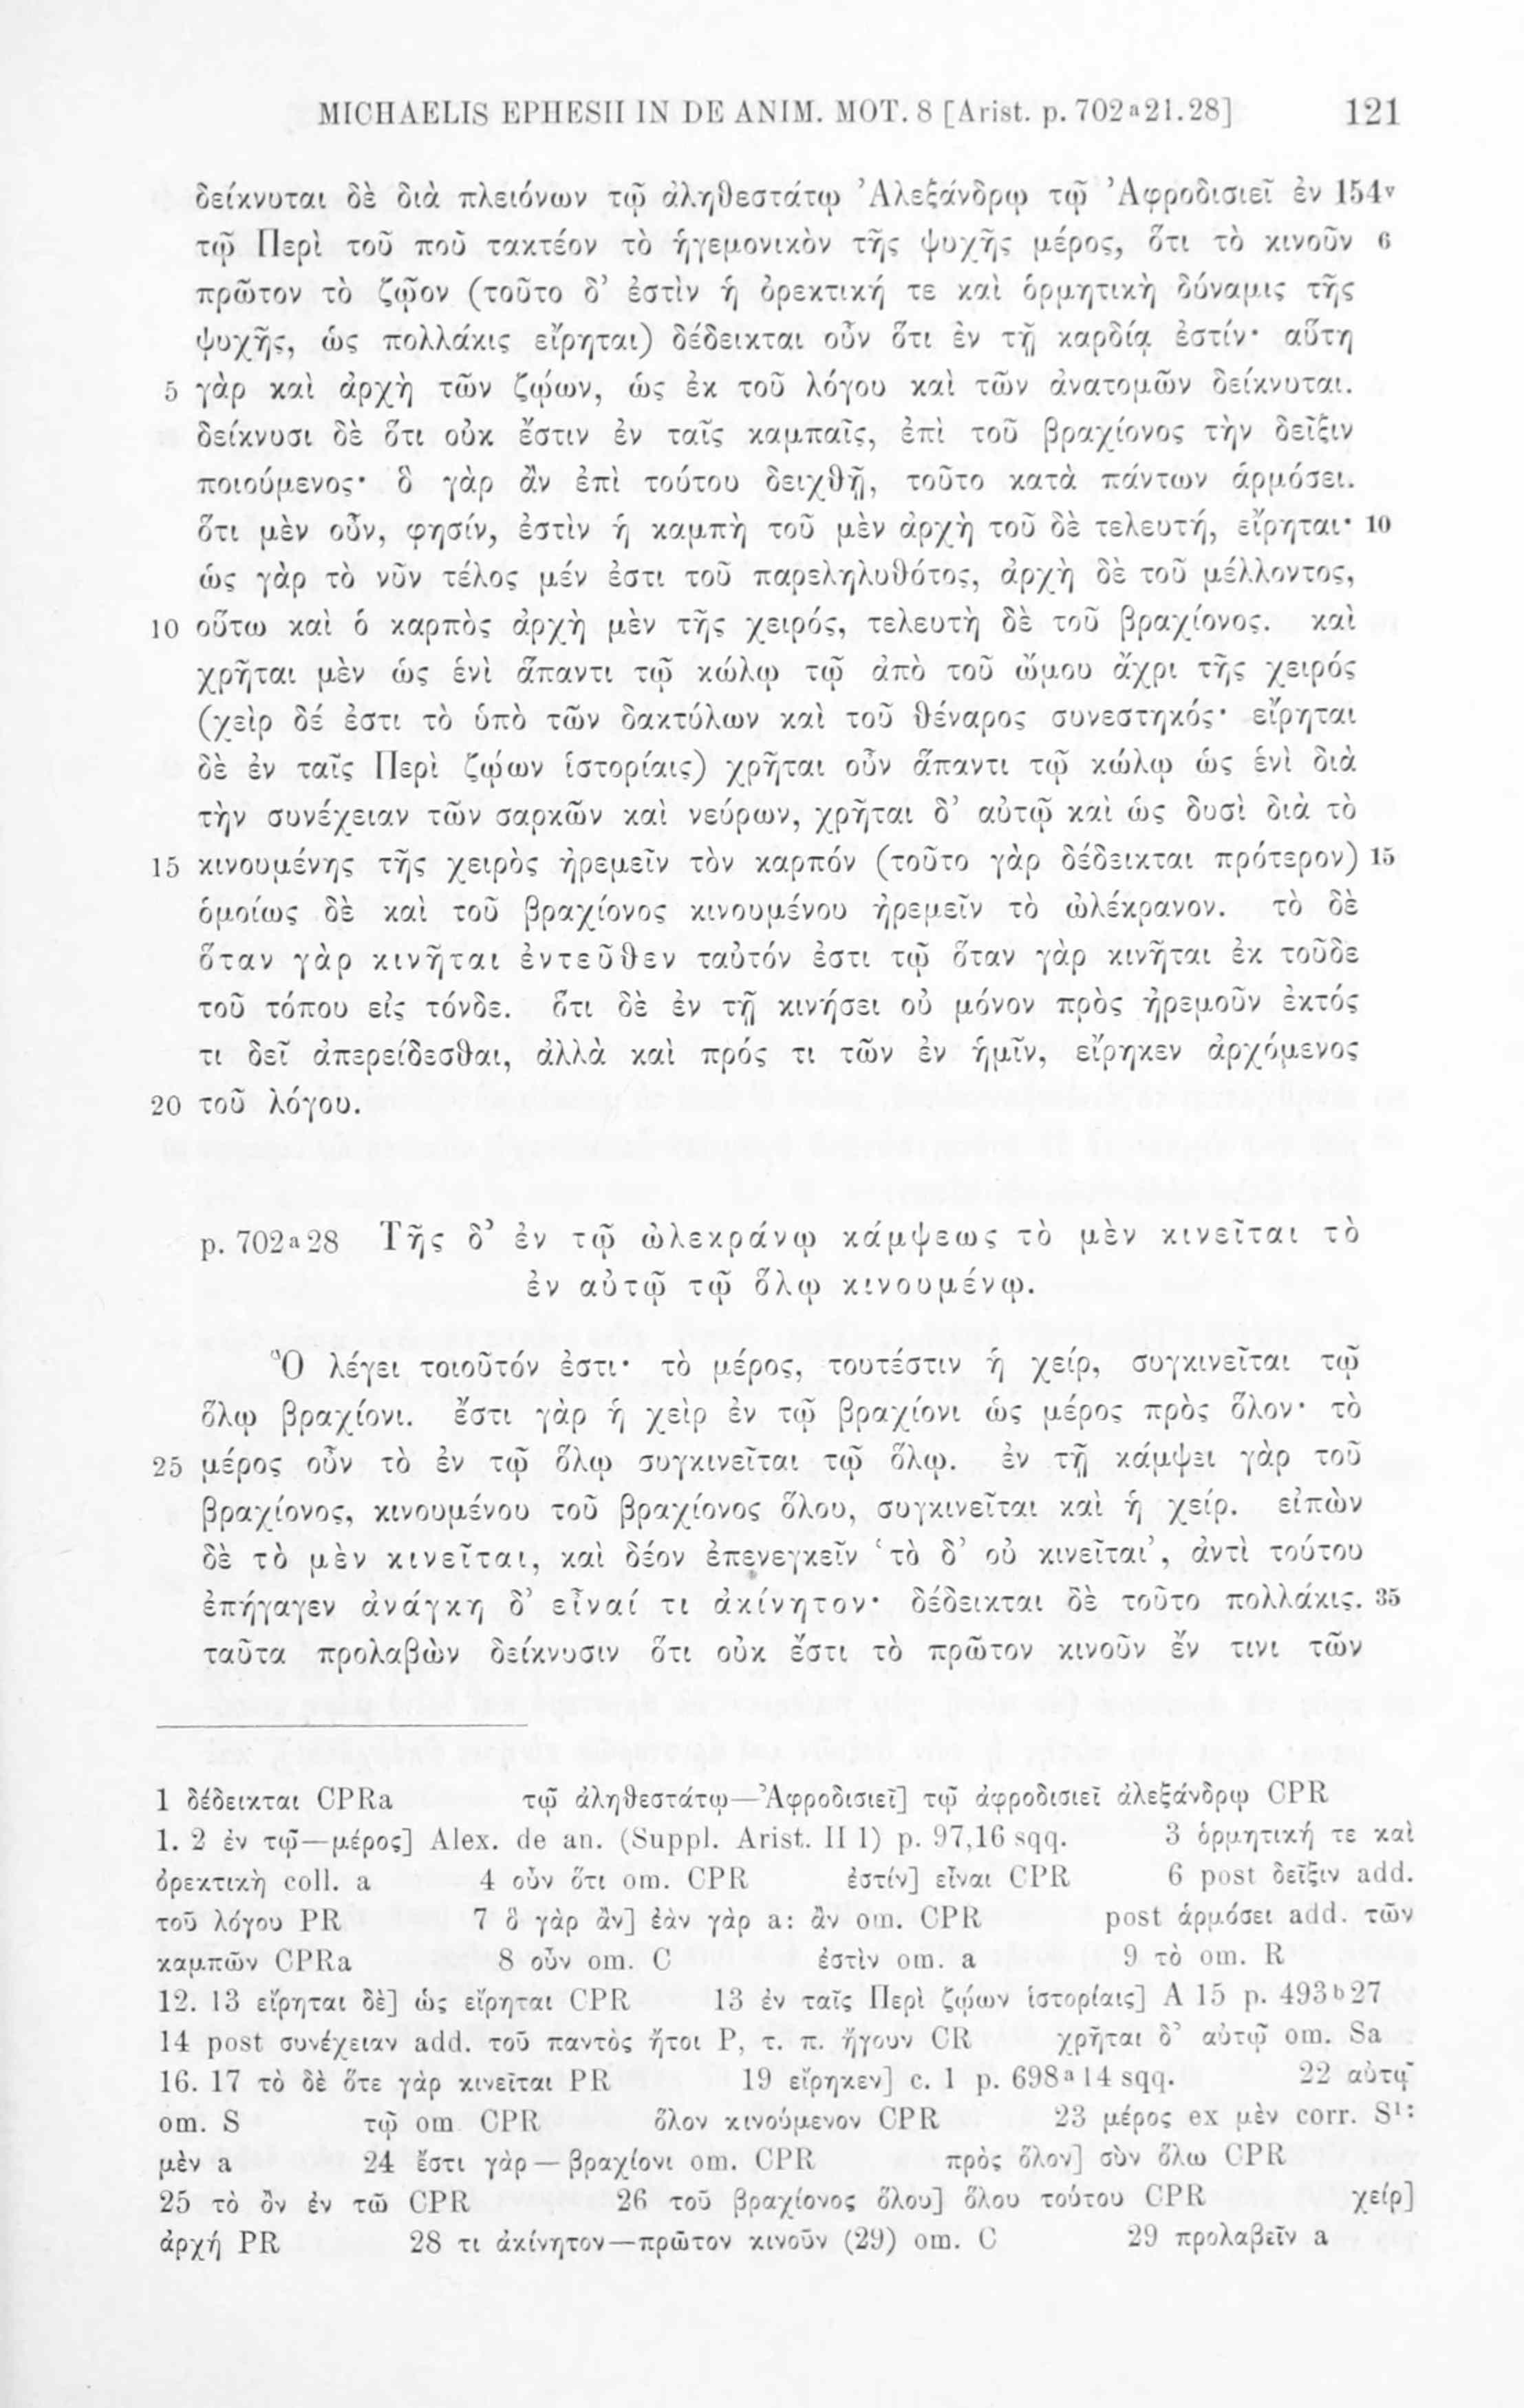 MICHAELIS EPHESII IN DE ANIM. MOT. 8 [Arist. p. 702ᵃ21.28] 121
δείκνυται δὲ διὰ πλειόνων τῷ ἀληθεστάτῳ Ἀλεξάνδρῳ τῷ Ἀφροδισιεῖ ἐν 154ᵛ
τῷ Περὶ τοῦ ποῦ τακτέον τὸ ἡγεμονικὸν τῆς ψυχῆς μέρος, ὅτι τὸ κινοῦν 6
πρῶτον τὸ ζῷον (τοῦτο δ’ ἐστὶν ἡ ὀρεκτική τε καὶ ὁρμητικὴ δύναμις τῆς
ψυχῆς, ὡς πολλάκις εἴρηται) δέδεικται οὖν ὅτι ἐν τῇ καρδίᾳ ἐστίν· αὕτη
5 γὰρ καὶ ἀρχὴ τῶν ζῴων, ὡς ἐκ τοῦ λόγου καὶ τῶν ἀνατομῶν δείκνυται.
δείκνυσι δὲ ὅτι οὐκ ἔστιν ἐν ταῖς καμπαῖς, ἐπὶ τοῦ βραχίονος τὴν δεῖξιν
ποιούμενος· ὃ γὰρ ἂν ἐπὶ τούτου δειχθῇ, τοῦτο κατὰ πάντων ἁρμόσει.
ὅτι μὲν οὖν, φησίν, ἐστὶν ἡ καμπὴ τοῦ μὲν ἀρχὴ τοῦ δὲ τελευτή, εἴρηται· 10
ὡς γὰρ τὸ νῦν τέλος μέν ἐστι τοῦ παρεληλυθότος, ἀρχὴ δὲ τοῦ μέλλοντος,
10 οὕτω καὶ ὁ καρπὸς ἀρχὴ μὲν τῆς χειρός, τελευτὴ δὲ τοῦ βραχίονος. καὶ
χρῆται μὲν ὡς ἑνὶ ἅπαντι τῷ κώλῳ τῷ ἀπὸ τοῦ ὤμου ἄχρι τῆς χειρός
(χεὶρ δέ ἐστι τὸ ὑπὸ τῶν δακτύλων καὶ τοῦ θέναρος συνεστηκός· εἴρηται
δὲ ἐν ταῖς Περὶ ζῴων ἱστορίαις) χρῆται οὖν ἅπαντι τῷ κώλῳ ὡς ἑνὶ διὰ
τὴν συνέχειαν τῶν σαρκῶν καὶ νεύρων, χρῆται δ’ αὐτῷ καὶ ὡς δυσὶ διὰ τὸ
15 κινουμένης τῆς χειρὸς ἠρεμεῖν τὸν καρπόν (τοῦτο γὰρ δέδεικται πρότερον) 15
ὁμοίως δὲ καὶ τοῦ βραχίονος κινουμένου ἠρεμεῖν τὸ ὠλέκρανον. τὸ δὲ
ὅταν γὰρ κινῆται ἐντεῦθεν ταὐτόν ἐστι τῷ ὅταν γὰρ κινῆται ἐκ τοῦδε
τοῦ τόπου εἰς τόνδε. ὅτι δὲ ἐν τῇ κινήσει οὐ μόνον πρὸς ἠρεμοῦν ἐκτός
τι δεῖ ἀπερείδεσθαι, ἀλλὰ καὶ πρός τι τῶν ἐν ἡμῖν, εἴρηκεν ἀρχόμενος
20 τοῦ λόγου.
p. 702ᵃ28 Τῆς δ’ ἐν τῷ ὠλεκράνῳ κάμψεως τὸ μὲν κινεῖται τὸ
ἐν αὐτῷ τῷ ὅλῳ κινουμένῳ.
Ὃ λέγει τοιοῦτόν ἐστι· τὸ μέρος, τουτέστιν ἡ χείρ, συγκινεῖται τῷ
ὅλῳ βραχίονι. ἔστι γὰρ ἡ χεὶρ ἐν τῷ βραχίονι ὡς μέρος πρὸς ὅλον· τὸ
25 μέρος οὖν τὸ ἐν τῷ ὅλῳ συγκινεῖται τῷ ὅλῳ. ἐν τῇ κάμψει γὰρ τοῦ
βραχίονος, κινουμένου τοῦ βραχίονος ὅλου, συγκινεῖται καὶ ἡ χείρ. εἰπὼν
δὲ τὸ μὲν κινεῖται, καὶ δέον ἐπενεγκεῖν ‘τὸ δ’ οὐ κινεῖται’, ἀντὶ τούτου
ἐπήγαγεν ἀνάγκη δ’ εἶναί τι ἀκίνητον· δέδεικται δὲ τοῦτο πολλάκις. 35
ταῦτα προλαβὼν δείκνυσιν ὅτι οὐκ ἔστι τὸ πρῶτον κινοῦν ἔν τινι τῶν
1 δέδεικται CPRa τῷ ἀληθεστάτῳ—Ἀφροδισιεῖ] τῷ ἀφροδισιεῖ ἀλεξάνδρῳ CPR
1. 2 ἐν τῷ—μέρος] Alex. de an. (Suppl. Arist. II 1) p. 97,16 sqq. 3 ὁρμητική τε καὶ
ὀρεκτικὴ coll. a 4 οὖν ὅτι om. CPR ἐστίν] εἶναι CPR 6 post δεῖξιν add.
τοῦ λόγου PR 7 ὃ γὰρ ἂν] ἐὰν γὰρ a: ἂν om. CPR post ἁρμόσει add. τῶν
καμπῶν CPRa 8 οὖν om. C ἐστὶν om. a 9 τὸ om. R
12. 13 εἴρηται δὲ] ὡς εἴρηται CPR 13 ἐν ταῖς Περὶ ζῴων ἱστορίαις] A 15 p. 493ᵇ27
14 post συνέχειαν add. τοῦ παντὸς ἤτοι P, τ. π. ἤγουν CR χρῆται δ’ αὐτῷ om. Sa
16. 17 τὸ δὲ ὅτε γὰρ κινεῖται PR 19 εἴρηκεν] c. 1 p. 698ᵃ14 sqq. 22 αὐτῷ
om. S τῷ om CPR ὅλον κινούμενον CPR 23 μέρος ex μὲν corr. S¹:
μὲν a 24 ἔστι γὰρ—βραχίονι om. CPR πρὸς ὅλον] σὺν ὅλω CPR
25 τὸ ὂν ἐν τῶ CPR 26 τοῦ βραχίονος ὅλου] ὅλου τούτου CPR χείρ]
ἀρχή PR 28 τι ἀκίνητον—πρῶτον κινοῦν (29) om. C 29 προλαβεῖν a